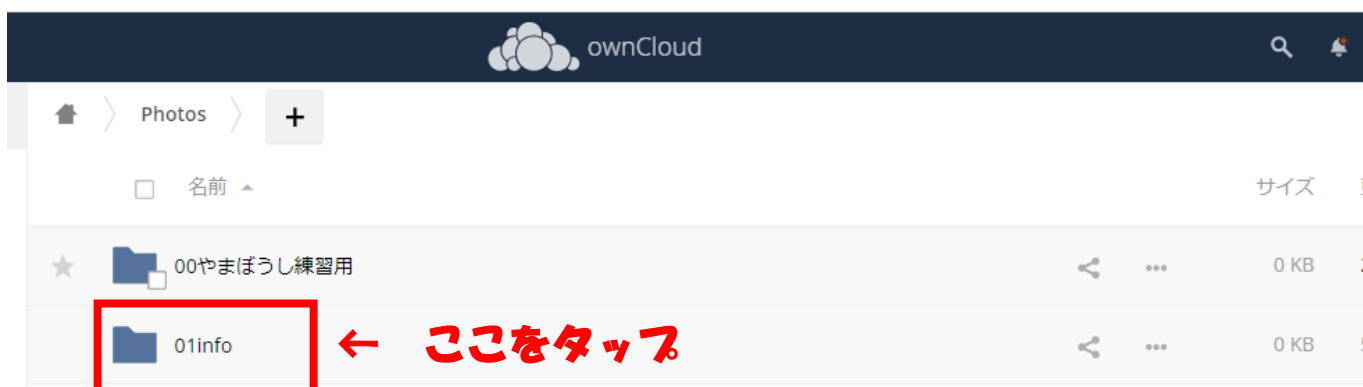 ownCloud
Photos
+
名前
サイズ
00やまぼうし練習用
0 KB
01info
← ここをタップ
0 KB